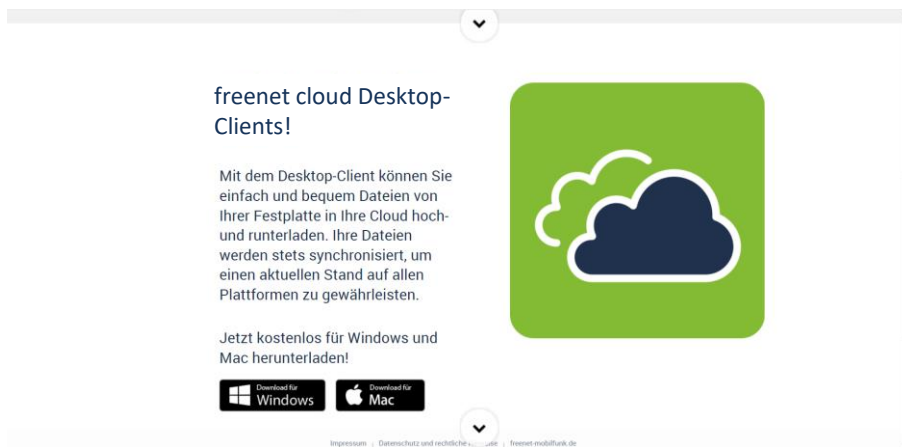 freenet cloud Desktop-
Clients!
Mit dem Desktop-Client können Sie
einfach und bequem Dateien von
Ihrer Festplatte in Ihre Cloud hoch-
und runterladen. Ihre Dateien
werden stets synchronisiert, um
einen aktuellen Stand auf allen
Plattformen zu gewährleisten.
Jetzt kostenlos für Windows und
Mac herunterladen!
Download für
Windows
Download für
Mac
Impressum | Datenschutz und rechtliche | freenet-mobilfunk.de